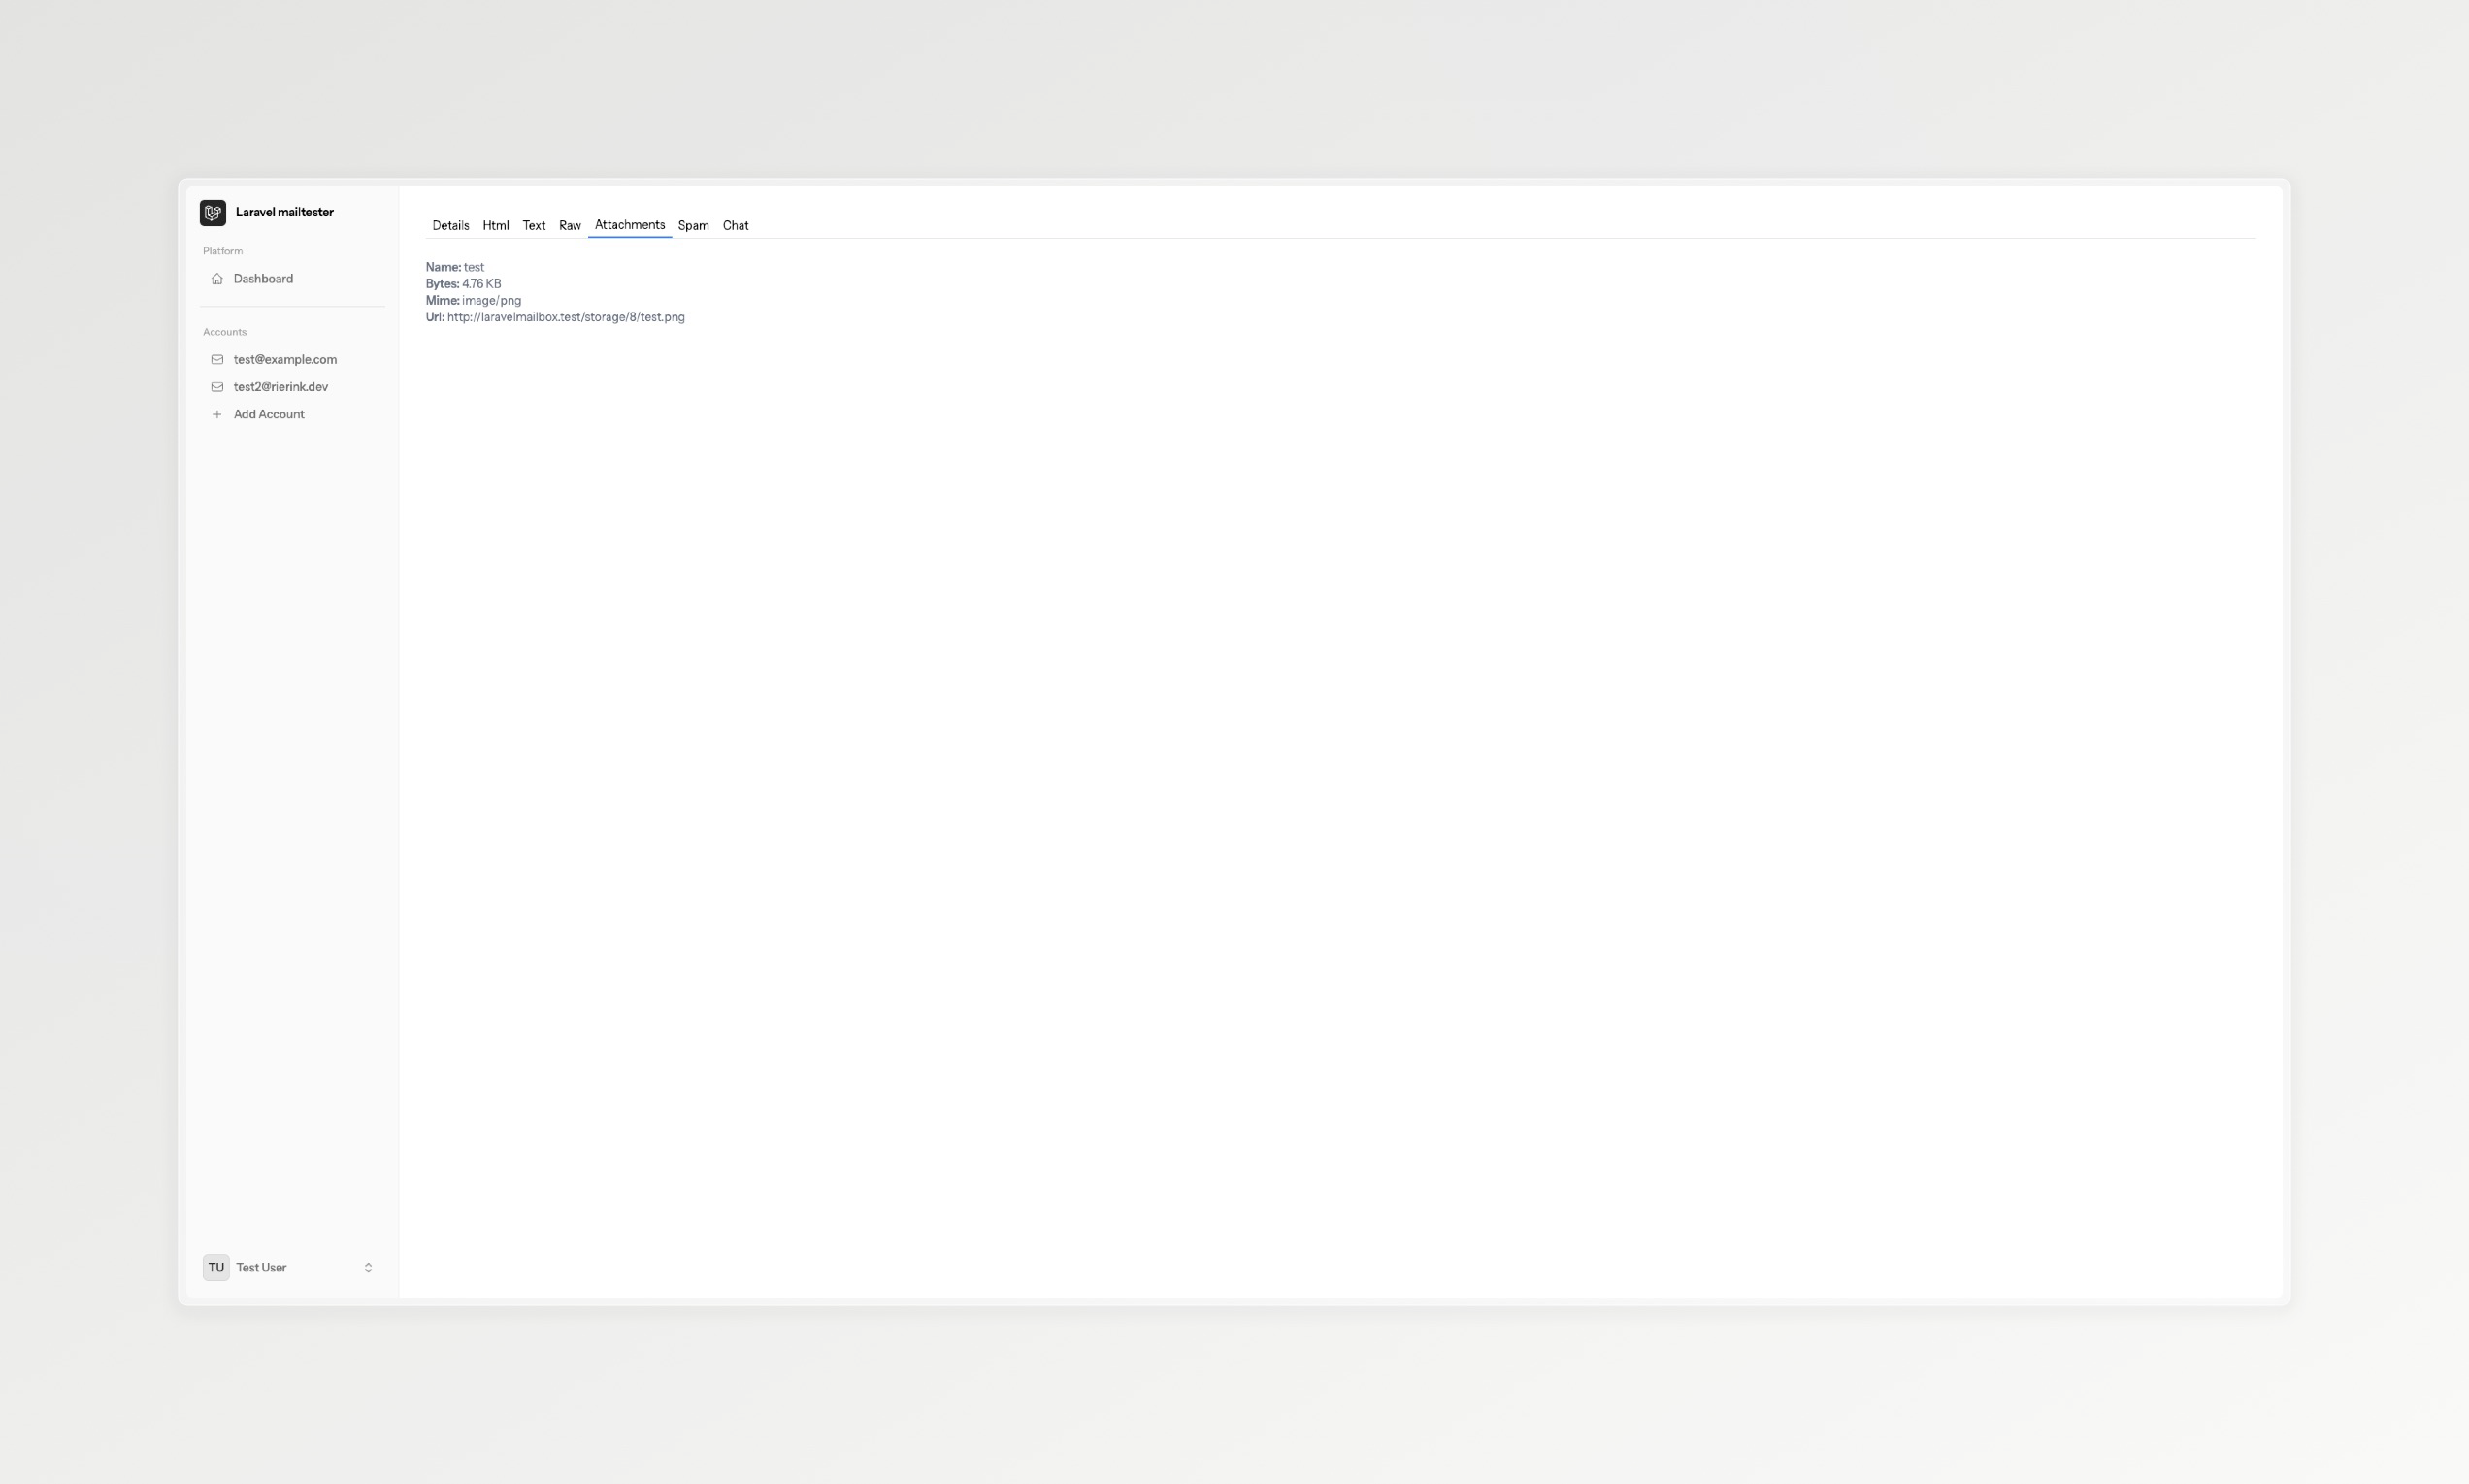 Laravel mailtester
Platform
Dashboard
Accounts
test@example.com
test2@rierink.dev
Add Account
TU Test User
Details Html Text Raw Attachments Spam Chat
Name: test
Bytes: 4.76 KB
Mime: image/png
Url: http://laravelmailbox.test/storage/8/test.png